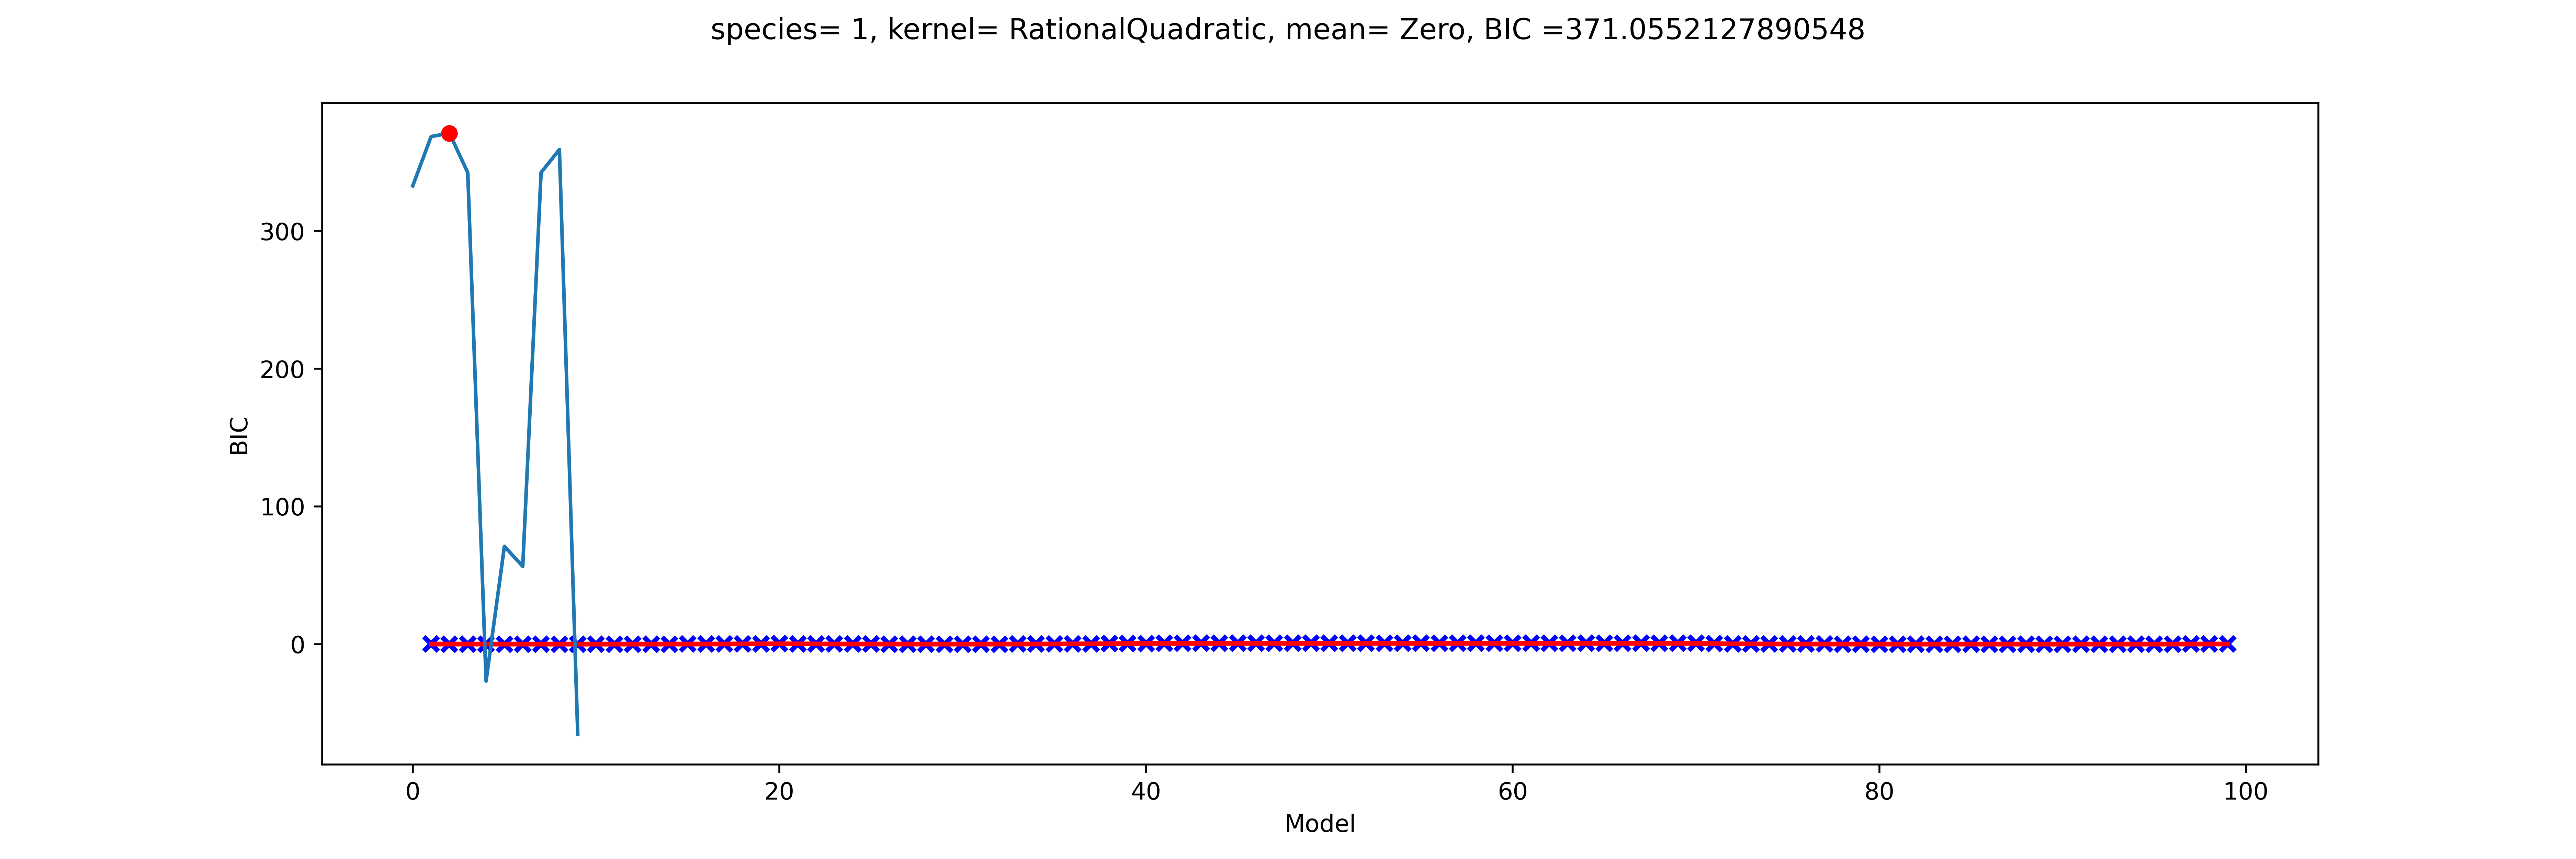 species= 1, kernel= RationalQuadratic, mean= Zero, BIC =371.0552127890548
BIC
300
200
100
0
0 20 40 60 80 100
Model